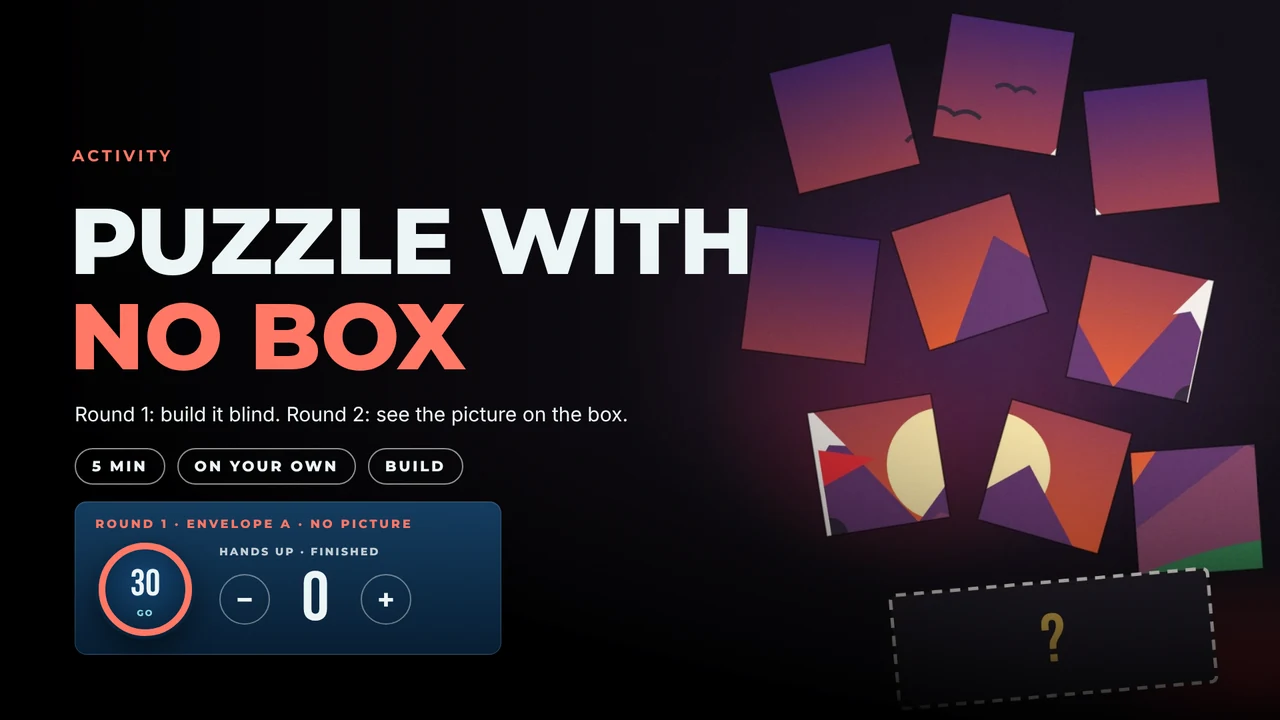 ACTIVITY
PUZZLE WITH
NO BOX
Round 1: build it blind. Round 2: see the picture on the box.
5 MIN
ON YOUR OWN
BUILD
ROUND 1 · ENVELOPE A · NO PICTURE
30
GO
HANDS UP · FINISHED
− 0 +
?